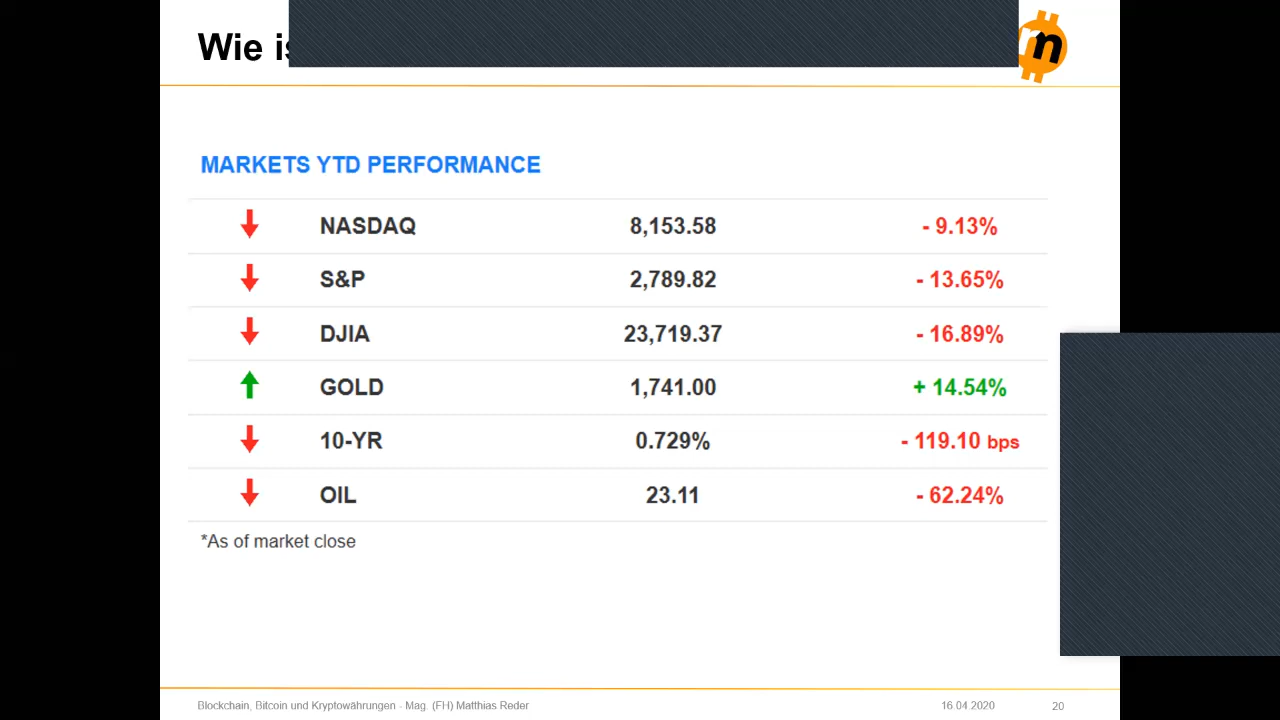 Wie
MARKETS YTD PERFORMANCE
NASDAQ 8,153.58 - 9.13%
S&P 2,789.82 - 13.65%
DJIA 23,719.37 - 16.89%
GOLD 1,741.00 + 14.54%
10-YR 0.729% - 119.10 bps
OIL 23.11 - 62.24%
*As of market close
Blockchain, Bitcoin und Kryptowährungen - Mag. (FH) Matthias Reder 16.04.2020 20